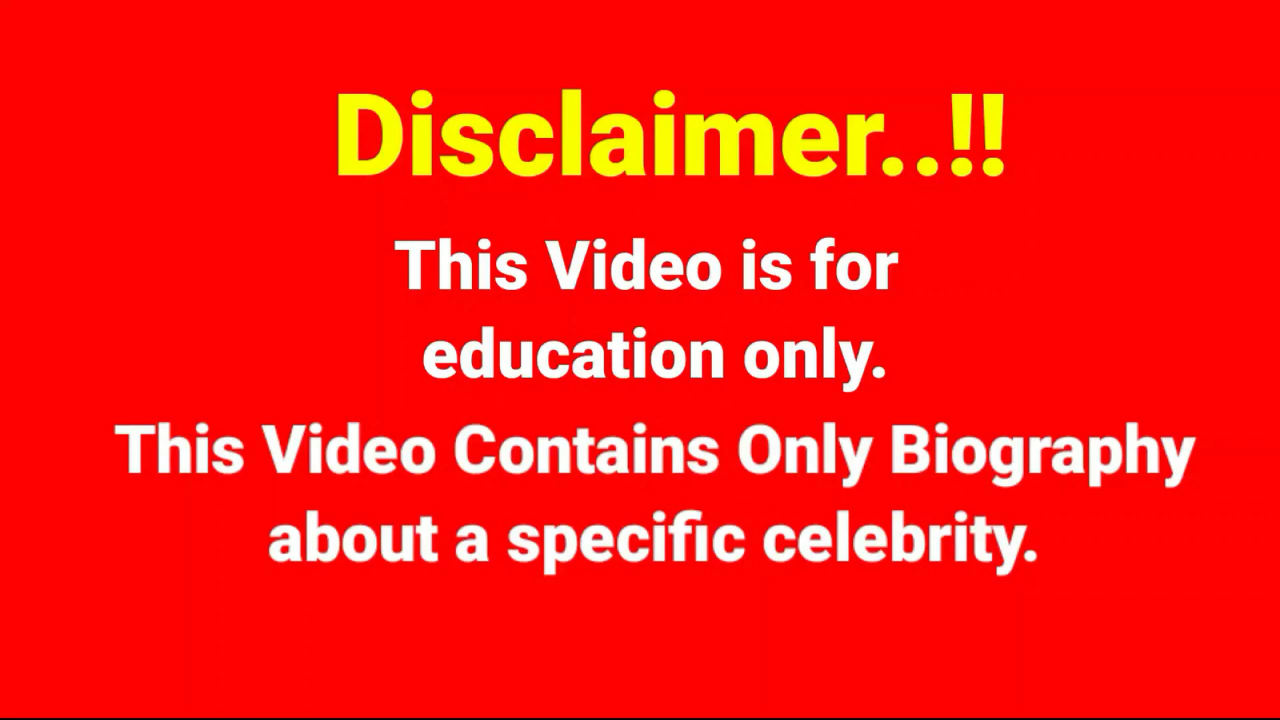 Disclaimer..!!
This Video is for
education only.
This Video Contains Only Biography
about a specific celebrity.